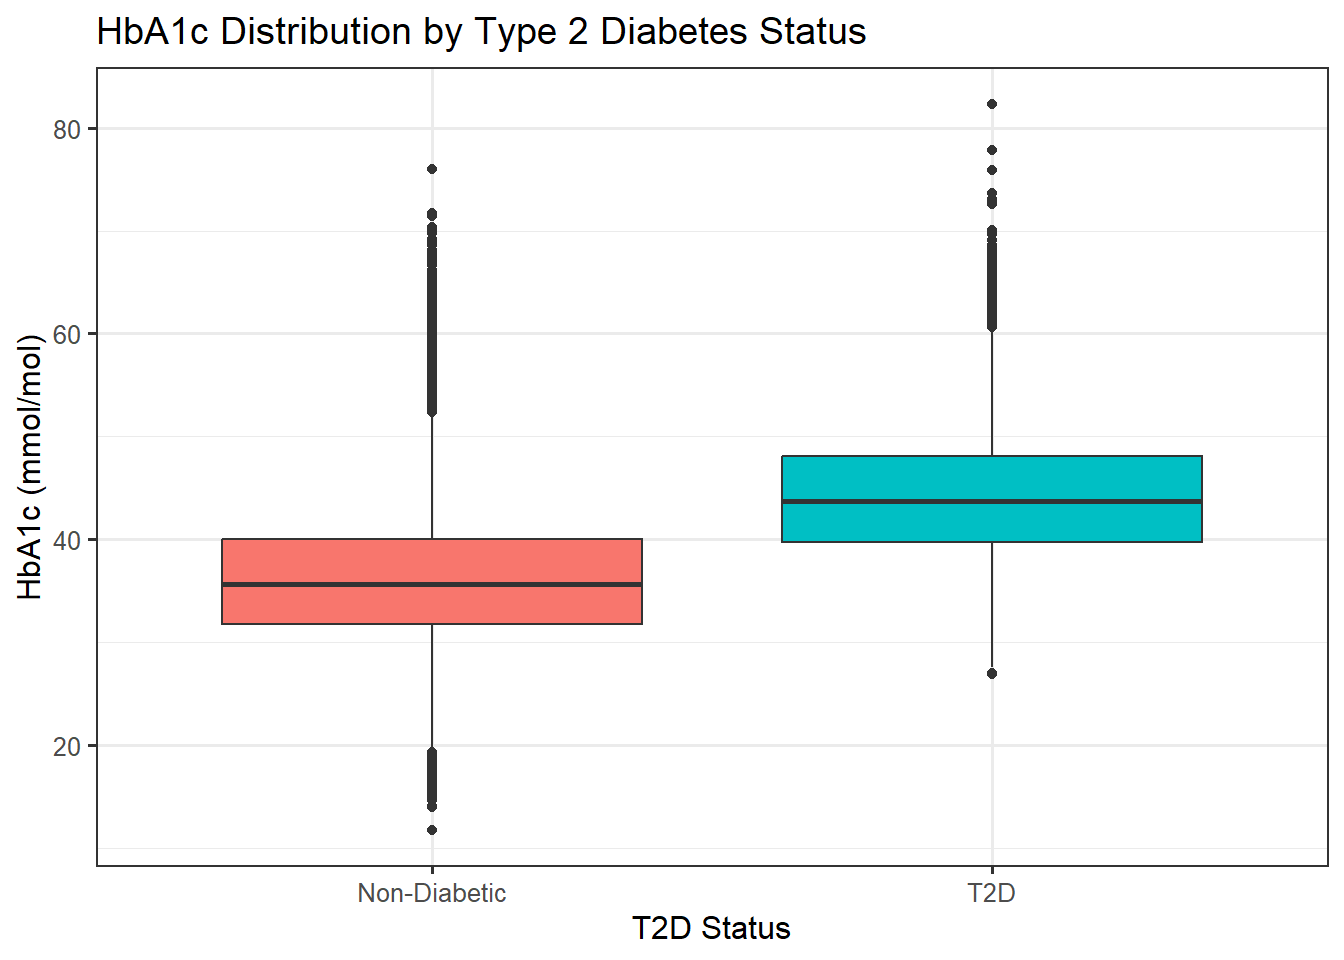 HbA1c Distribution by Type 2 Diabetes Status
HbA1c (mmol/mol)
80
60
40
20
Non-Diabetic
T2D
T2D Status